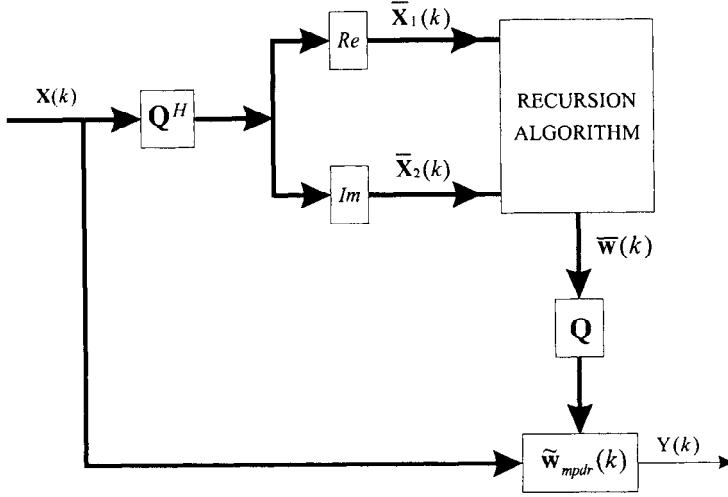 X(k)
Q^H
Re
X̄₁(k)
Im
X̄₂(k)
RECURSION
ALGORITHM
w̄(k)
Q
w̃_mpdr(k)
Y(k)